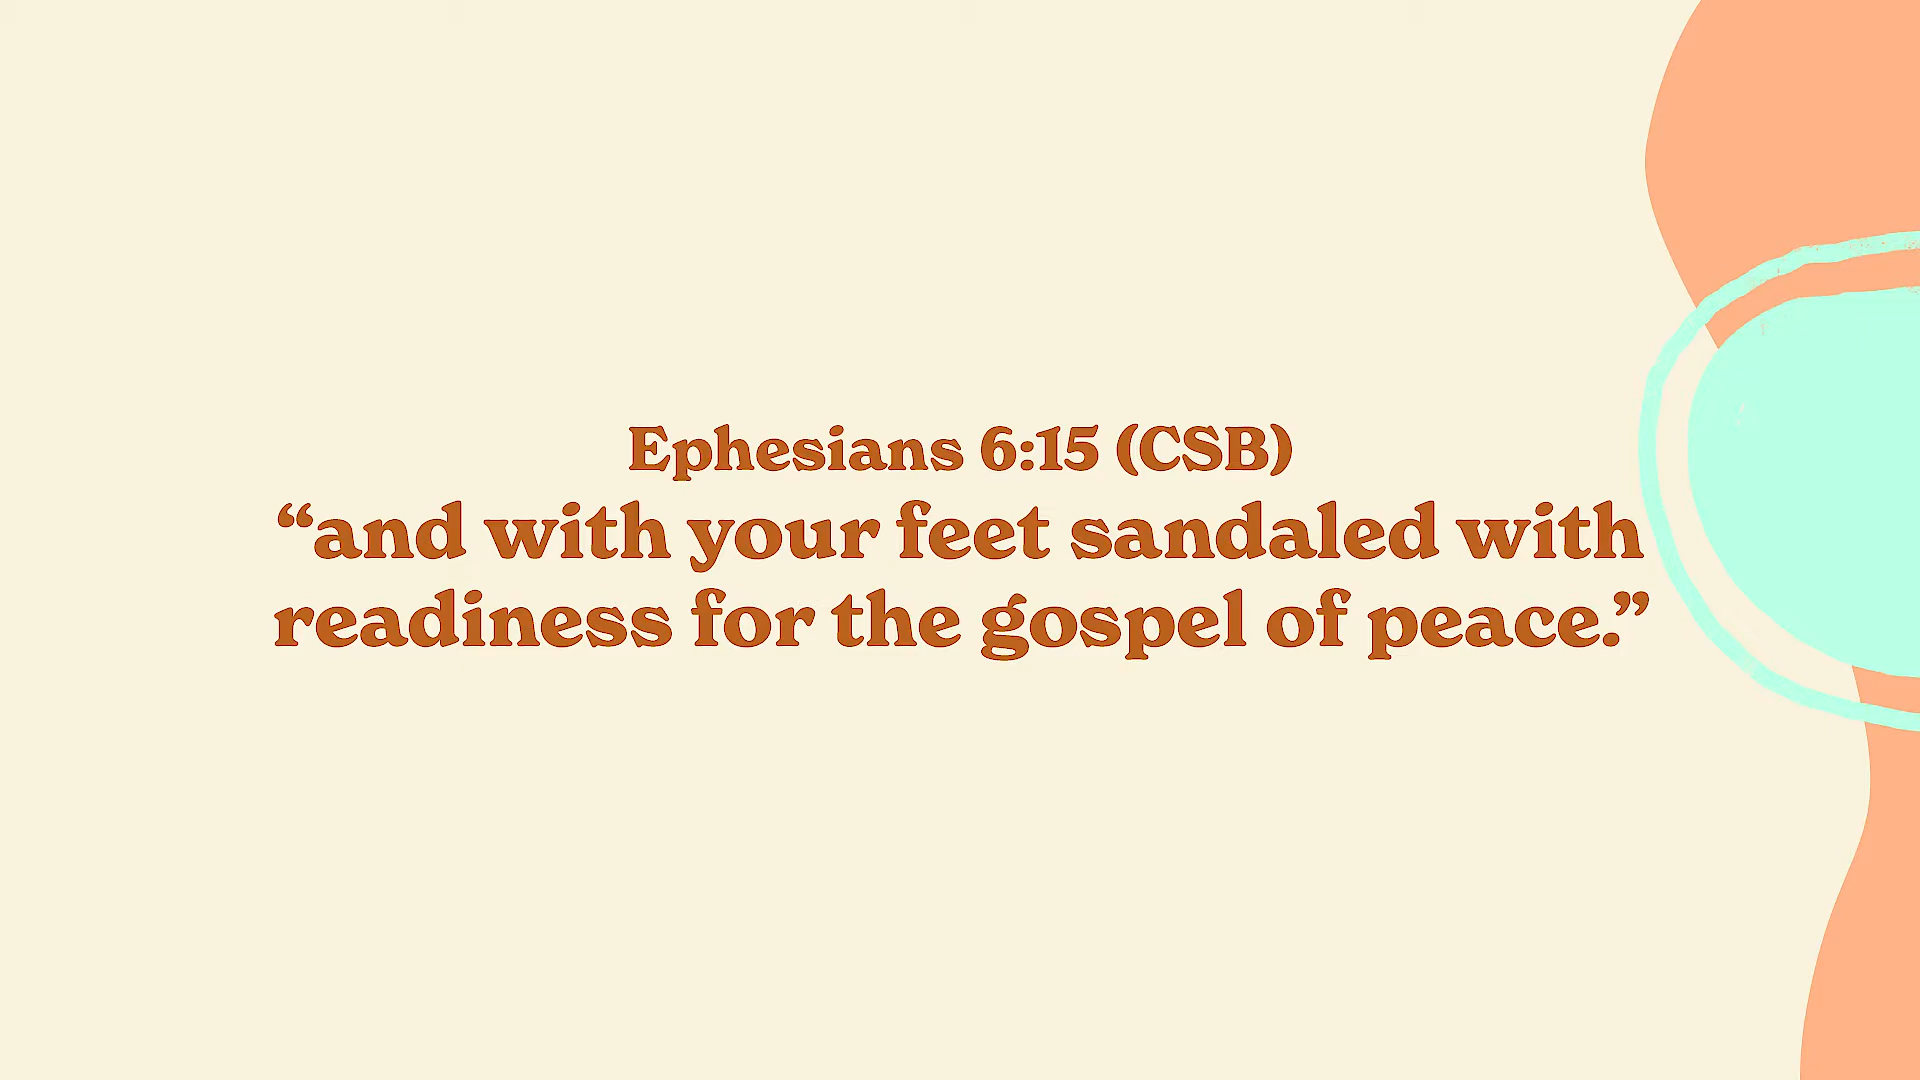 Ephesians 6:15 (CSB)
“and with your feet sandaled with
readiness for the gospel of peace.”